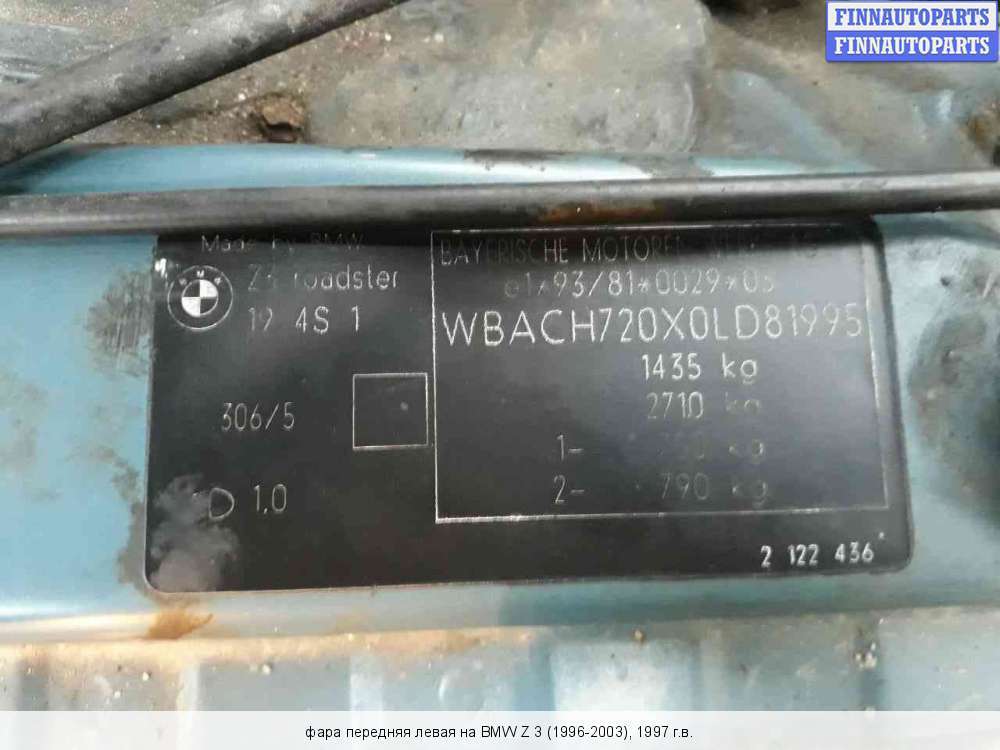 FINNAUTOPARTS
FINNAUTOPARTS
Made by BMW
BMW
Z3 roadster
19 4S 1
306/5
1.0
BAYERISCHE MOTOREN WERKE AG
e1*93/81*0029*05
WBACH720X0LD81995
1435 kg
2710 kg
1- kg
2- 790 kg
2 122 436
фара передняя левая на BMW Z 3 (1996-2003), 1997 г.в.